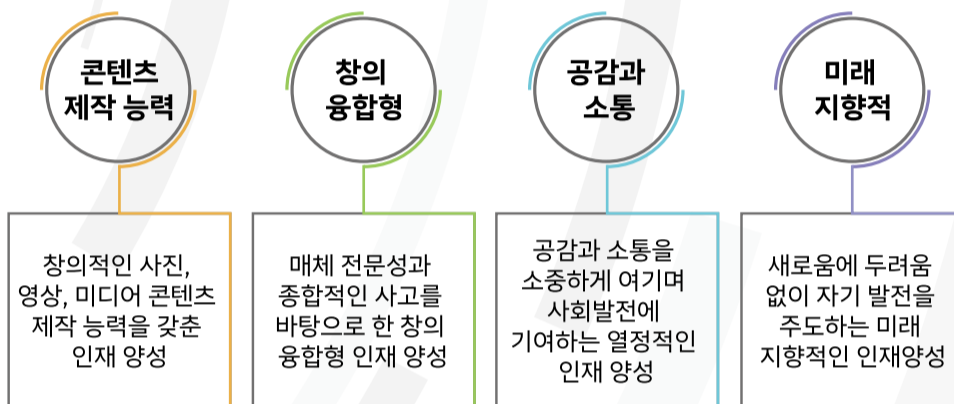 콘텐츠
제작 능력
창의
융합형
공감과
소통
미래
지향적
창의적인 사진,
영상, 미디어 콘텐츠
제작 능력을 갖춘
인재 양성
매체 전문성과
종합적인 사고를
바탕으로 한 창의
융합형 인재 양성
공감과 소통을
소중하게 여기며
사회발전에
기여하는 열정적인
인재 양성
새로움에 두려움
없이 자기 발전을
주도하는 미래
지향적인 인재양성